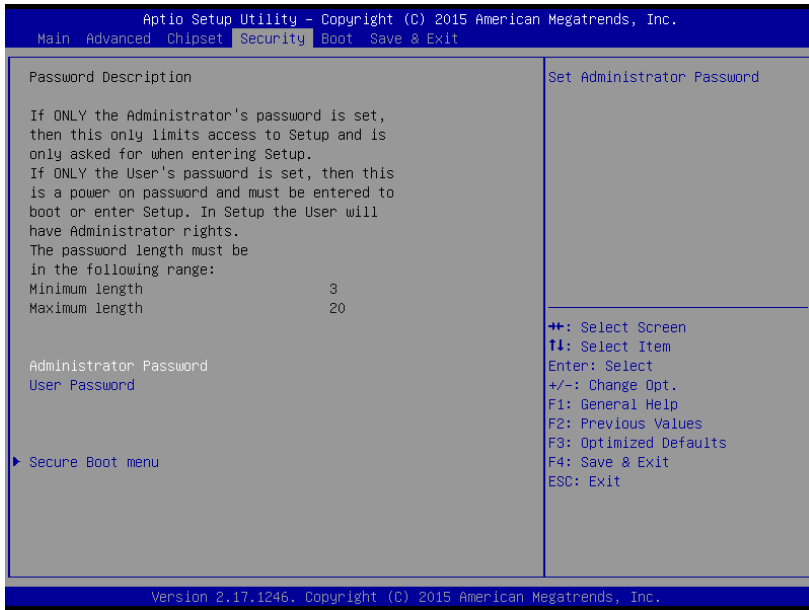 Aptio Setup Utility – Copyright (C) 2015 American Megatrends, Inc.
Main Advanced Chipset Security Boot Save & Exit
Password Description
If ONLY the Administrator's password is set,
then this only limits access to Setup and is
only asked for when entering Setup.
If ONLY the User's password is set, then this
is a power on password and must be entered to
boot or enter Setup. In Setup the User will
have Administrator rights.
The password length must be
in the following range:
Minimum length 3
Maximum length 20
Administrator Password
User Password
Secure Boot menu
Set Administrator Password
→←: Select Screen
↑↓: Select Item
Enter: Select
+/-: Change Opt.
F1: General Help
F2: Previous Values
F3: Optimized Defaults
F4: Save & Exit
ESC: Exit
Version 2.17.1246. Copyright (C) 2015 American Megatrends, Inc.